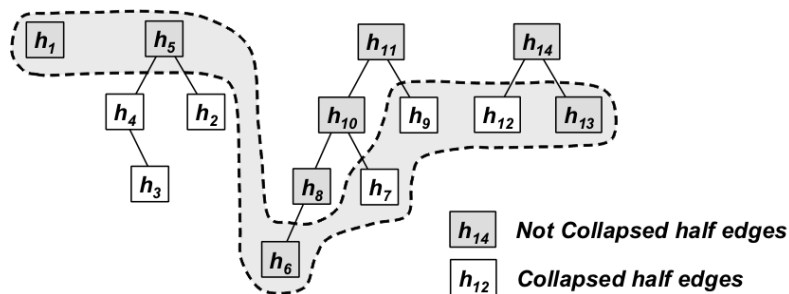 h1 h5 h11 h14
h4 h2 h10 h9 h12 h13
h3 h8 h7
h14 Not Collapsed half edges
h6
h12 Collapsed half edges